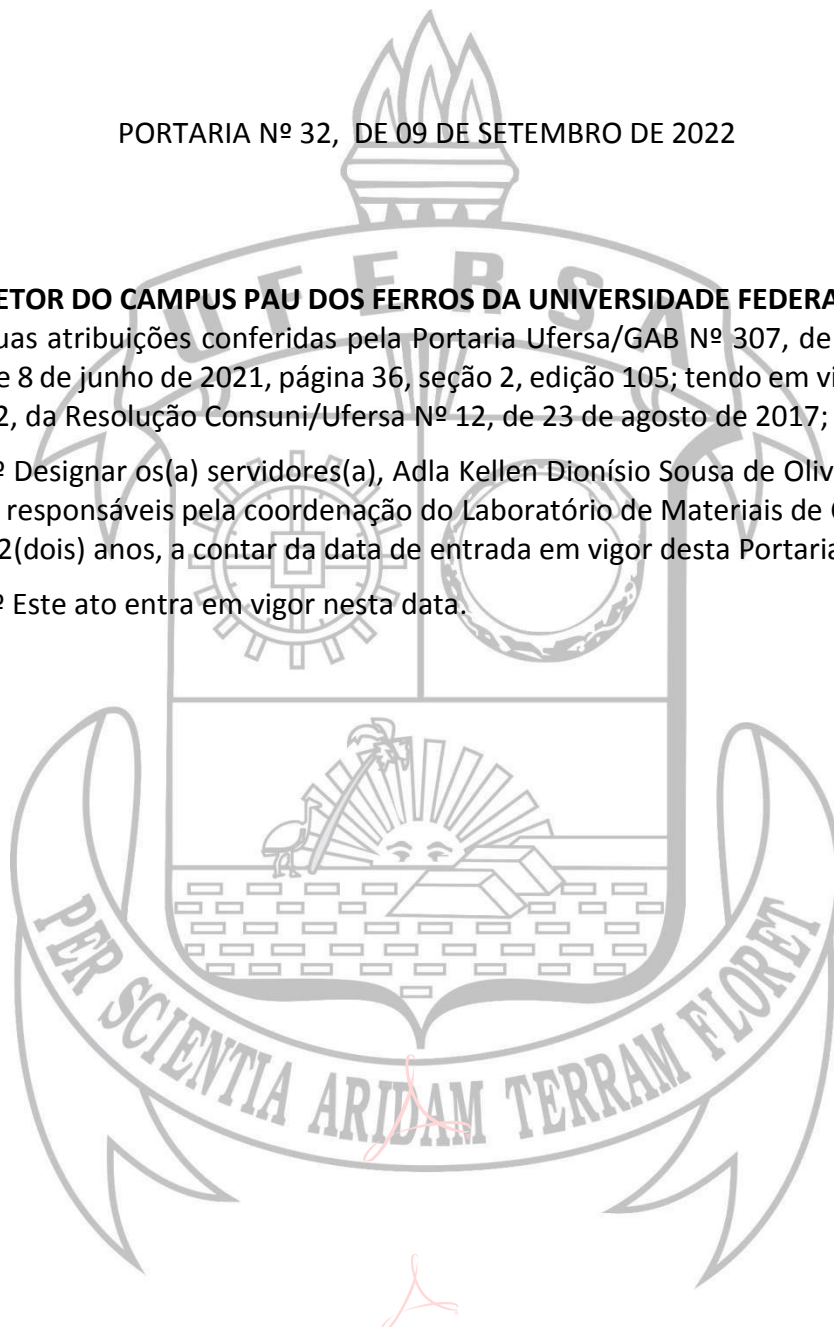 PORTARIA Nº 32, DE 09 DE SETEMBRO DE 2022
UFERSA
ETOR DO CAMPUS PAU DOS FERROS DA UNIVERSIDADE FEDERA
uas atribuições conferidas pela Portaria Ufersa/GAB Nº 307, de
e 8 de junho de 2021, página 36, seção 2, edição 105; tendo em vi
2, da Resolução Consuni/Ufersa Nº 12, de 23 de agosto de 2017;
º Designar os(a) servidores(a), Adla Kellen Dionísio Sousa de Oliv
responsáveis pela coordenação do Laboratório de Materiais de
2(dois) anos, a contar da data de entrada em vigor desta Portaria
º Este ato entra em vigor nesta data.
PER SCIENTIA ARIDAM TERRAM FLORET